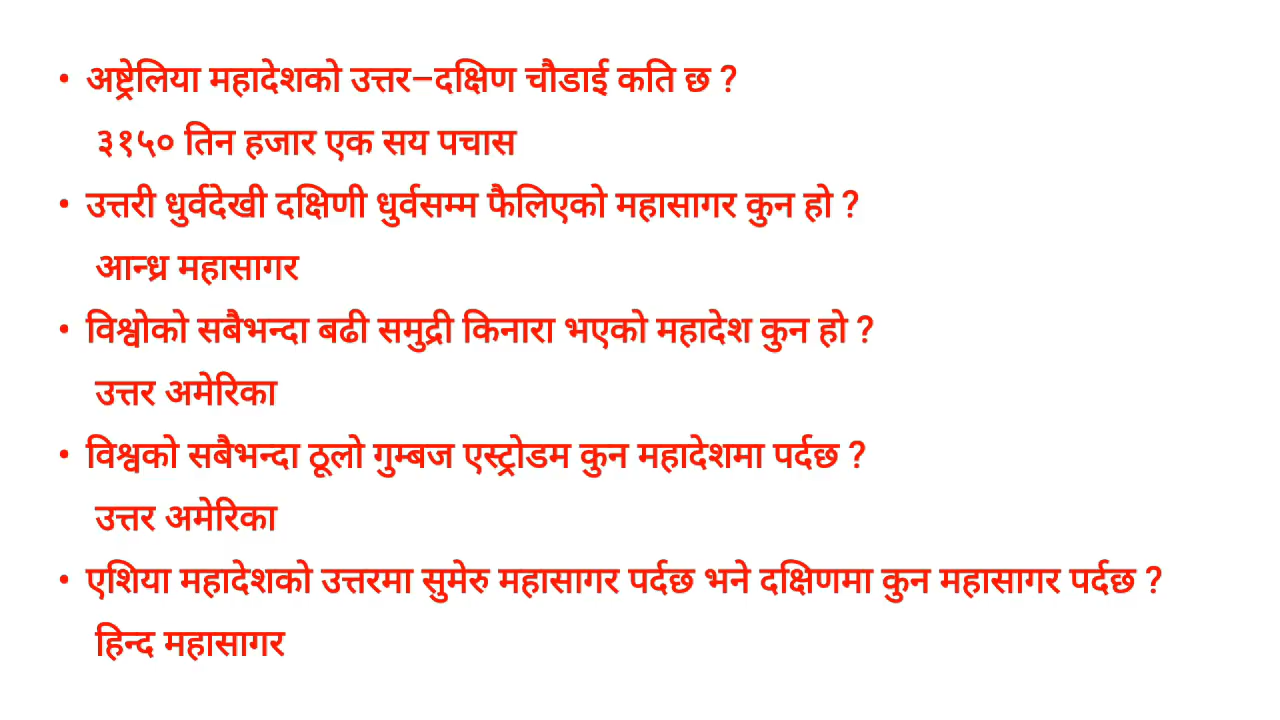 • अष्ट्रेलिया महादेशको उत्तर–दक्षिण चौडाई कति छ ?
३१५० तिन हजार एक सय पचास
• उत्तरी धुर्वदेखी दक्षिणी धुर्वसम्म फैलिएको महासागर कुन हो ?
आन्ध्र महासागर
• विश्वोको सबैभन्दा बढी समुद्री किनारा भएको महादेश कुन हो ?
उत्तर अमेरिका
• विश्वको सबैभन्दा ठूलो गुम्बज एस्ट्रोडम कुन महादेशमा पर्दछ ?
उत्तर अमेरिका
• एशिया महादेशको उत्तरमा सुमेरु महासागर पर्दछ भने दक्षिणमा कुन महासागर पर्दछ ?
हिन्द महासागर